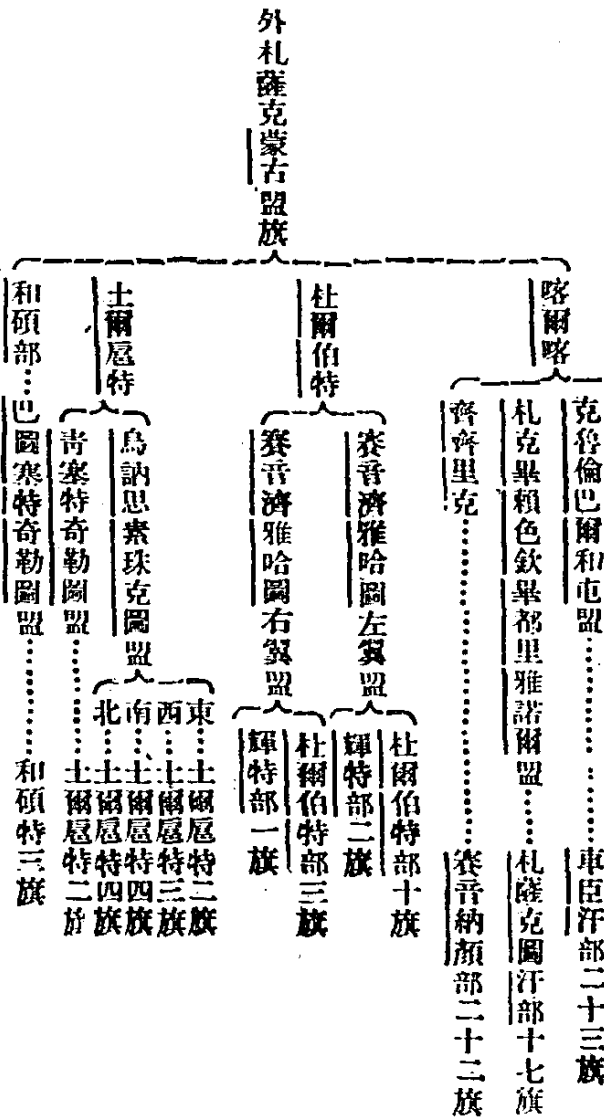 外札薩克蒙古盟旗
喀爾喀
克魯倫巴爾和屯盟……………車臣汗部二十三旗
札克畢賴色欽畢都里雅諾爾盟……札薩克圖汗部十七旗
齊齊里克…………………………賽音納顏部二十二旗
杜爾伯特
賽音濟雅哈圖左翼盟
杜爾伯特部十旗
輝特部二旗
賽音濟雅哈圖右翼盟
杜爾伯特部三旗
輝特部一旗
土爾扈特
烏訥恩素珠克圖盟
東…土爾扈特二旗
西…土爾扈特三旗
南…土爾扈特四旗
北…土爾扈特四旗
青塞特奇勒圖盟…………土爾扈特二旂
和碩部…巴圖塞特奇勒圖盟…………和碩特三旗